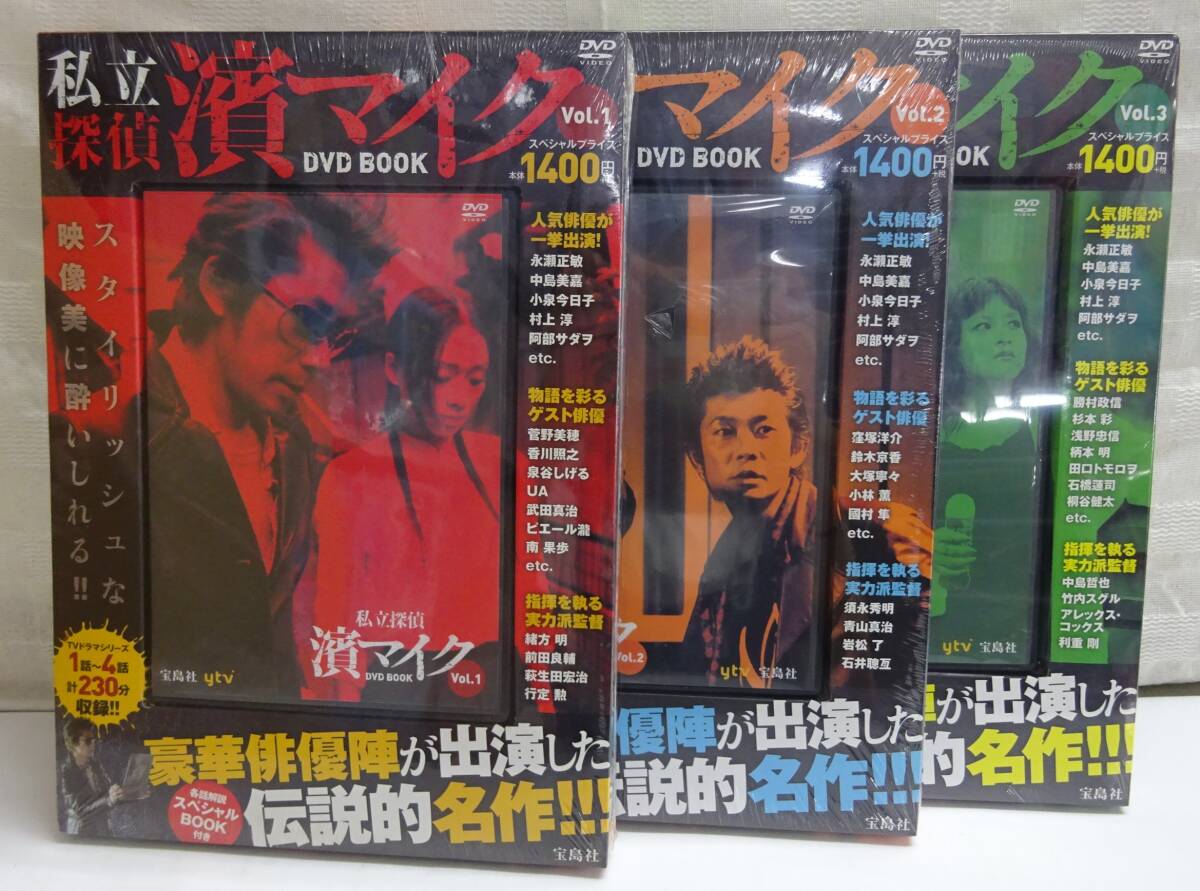 私立
探偵
濱マイク
Vol.1
DVD
VIDEO
DVD BOOK
スペシャルプライス
本体1400円
スタイリッシュな
映像美に酔いしれる!!
DVD
人気俳優が
一挙出演!
永瀬正敏
中島美嘉
小泉今日子
村上 淳
阿部サダヲ
etc.
物語を彩る
ゲスト俳優
菅野美穂
香川照之
泉谷しげる
UA
武田真治
ピエール瀧
南 果歩
etc.
指揮を執る
実力派監督
緒方 明
前田良輔
萩生田宏治
行定 勲
私立探偵
濱マイク
DVD BOOK
Vol.1
宝島社 ytv
TVドラマシリーズ
1話~4話
計230分
収録!!
豪華俳優陣が出演した
伝説的名作!!!
各話解説
スペシャル
BOOK
付き
宝島社
マイク
Vol.2
DVD
VIDEO
DVD BOOK
スペシャルプライス
本体1400円
+税
DVD
人気俳優が
一挙出演!
永瀬正敏
中島美嘉
小泉今日子
村上 淳
阿部サダヲ
etc.
物語を彩る
ゲスト俳優
窪塚洋介
鈴木京香
大塚寧々
小林 薫
國村 隼
etc.
指揮を執る
実力派監督
須永秀明
青山真治
岩松 了
石井聰亙
ク
Vol.2
ytv 宝島社
優陣が出演した
説的名作!!!
宝島社
イク
Vol.3
DVD
VIDEO
OK
スペシャルプライス
本体1400円
+税
DVD
人気俳優が
一挙出演!
永瀬正敏
中島美嘉
小泉今日子
村上 淳
阿部サダヲ
etc.
物語を彩る
ゲスト俳優
勝村政信
杉本 彩
浅野忠信
柄本 明
田口トモロヲ
石橋蓮司
桐谷健太
etc.
指揮を執る
実力派監督
中島哲也
竹内スグル
アレックス・
コックス
利重 剛
ytv 宝島社
陣が出演した
的名作!!!
宝島社